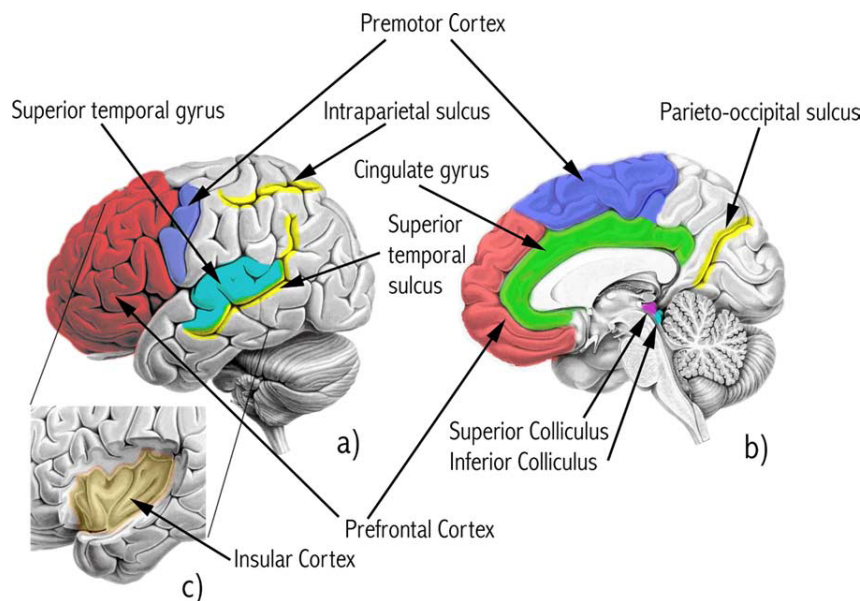 Premotor Cortex
Superior temporal gyrus
Intraparietal sulcus
Parieto-occipital sulcus
Cingulate gyrus
Superior
temporal
sulcus
a)
Superior Colliculus
Inferior Colliculus
b)
Prefrontal Cortex
Insular Cortex
c)